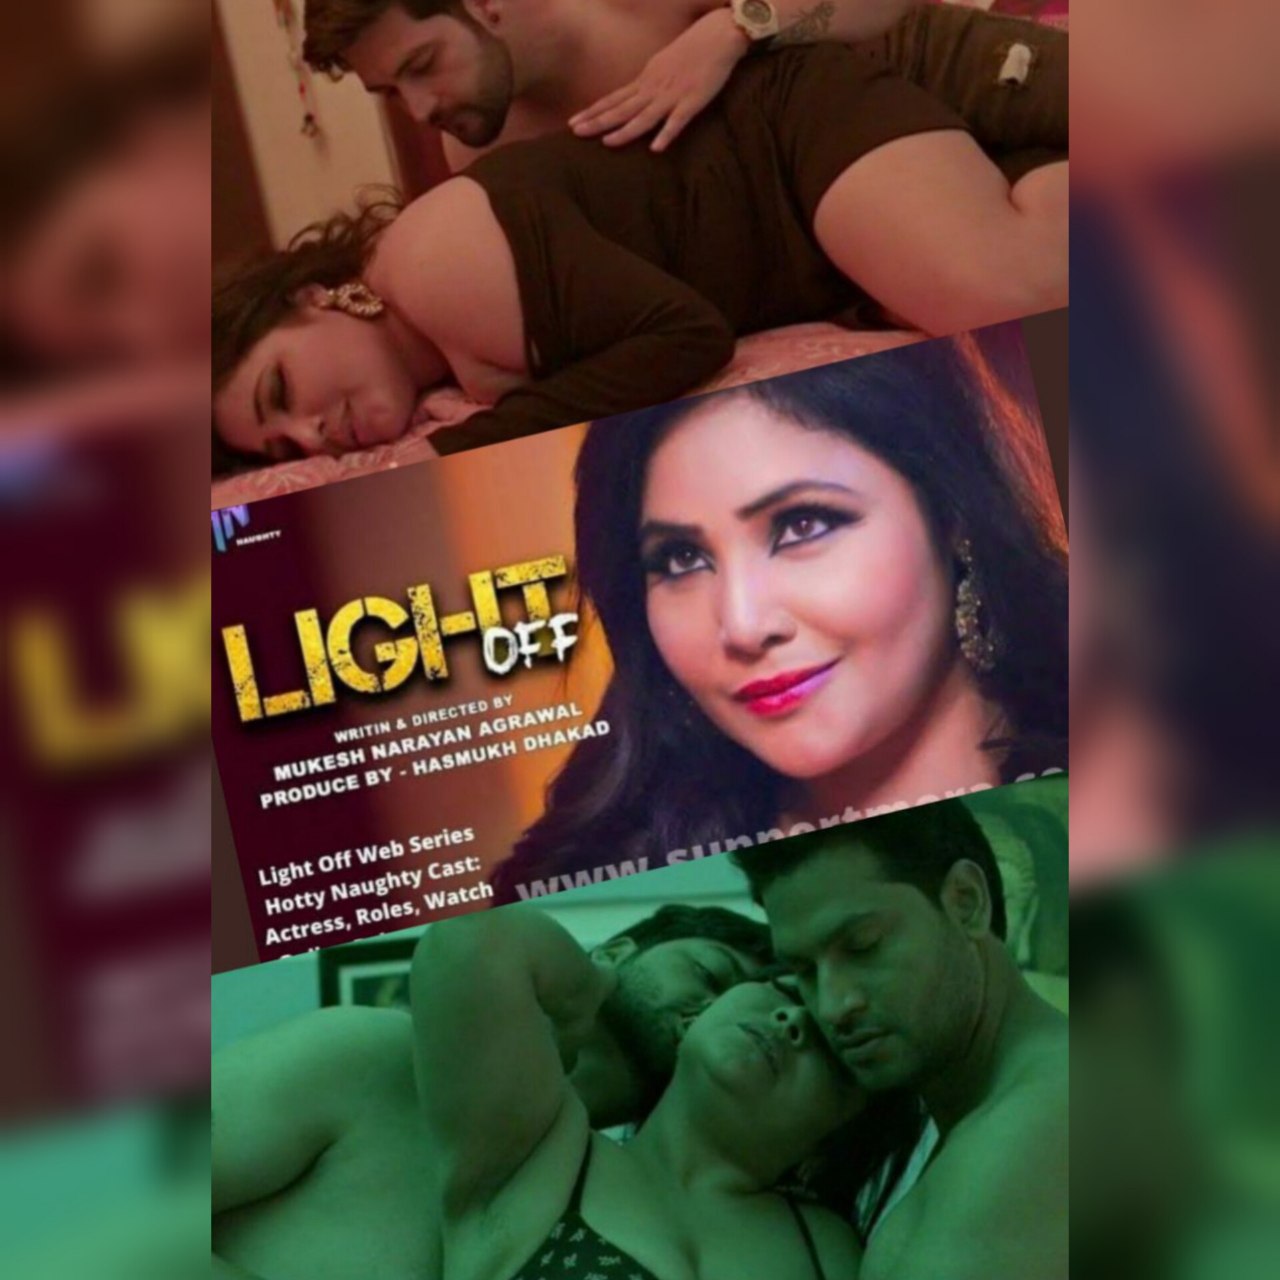 NAUGHTY
LIGHT
OFF
WRITIN & DIRECTED BY
MUKESH NARAYAN AGRAWAL
PRODUCE BY - HASMUKH DHAKAD
Light Off Web Series
Hotty Naughty Cast:
Actress, Roles, Watch